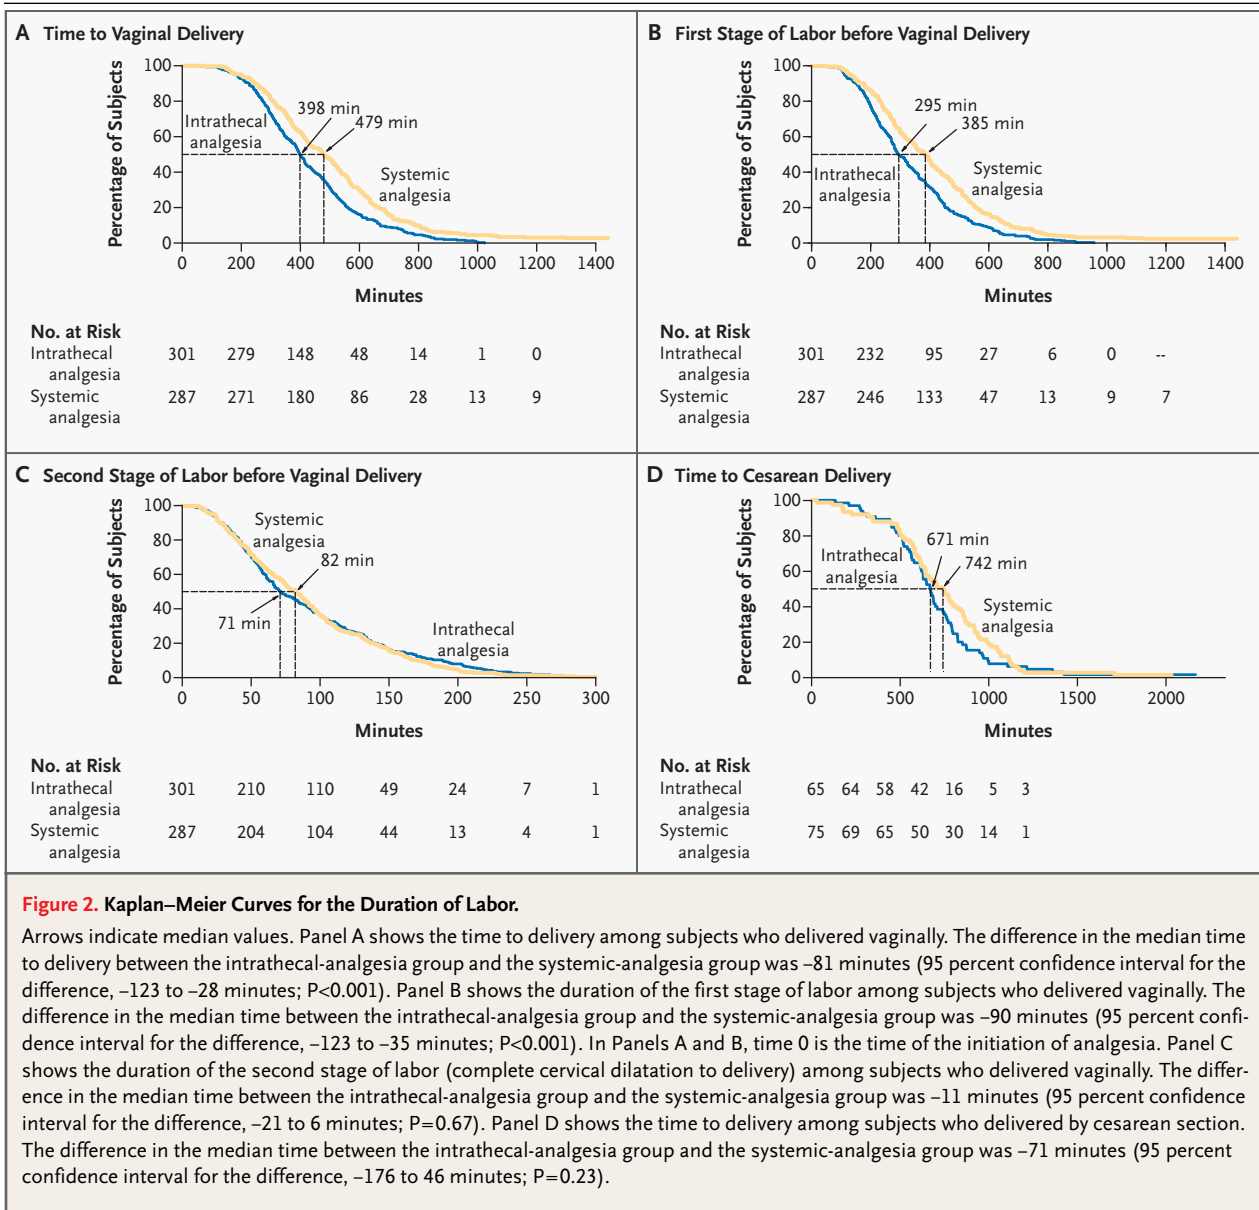 A Time to Vaginal Delivery
Percentage of Subjects
100
80
60
40
20
0
398 min
479 min
Intrathecal
analgesia
Systemic
analgesia
0 200 400 600 800 1000 1200 1400
Minutes
No. at Risk
Intrathecal 301 279 148 48 14 1 0
analgesia
Systemic 287 271 180 86 28 13 9
analgesia
B First Stage of Labor before Vaginal Delivery
Percentage of Subjects
100
80
60
40
20
0
295 min
385 min
Intrathecal
analgesia
Systemic
analgesia
0 200 400 600 800 1000 1200 1400
Minutes
No. at Risk
Intrathecal 301 232 95 27 6 0 --
analgesia
Systemic 287 246 133 47 13 9 7
analgesia
C Second Stage of Labor before Vaginal Delivery
Percentage of Subjects
100
80
60
40
20
0
Systemic
analgesia
82 min
71 min
Intrathecal
analgesia
0 50 100 150 200 250 300
Minutes
No. at Risk
Intrathecal 301 210 110 49 24 7 1
analgesia
Systemic 287 204 104 44 13 4 1
analgesia
D Time to Cesarean Delivery
Percentage of Subjects
100
80
60
40
20
0
671 min
742 min
Intrathecal
analgesia
Systemic
analgesia
0 500 1000 1500 2000
Minutes
No. at Risk
Intrathecal 65 64 58 42 16 5 3
analgesia
Systemic 75 69 65 50 30 14 1
analgesia
Figure 2. Kaplan–Meier Curves for the Duration of Labor.
Arrows indicate median values. Panel A shows the time to delivery among subjects who delivered vaginally. The difference in the median time
to delivery between the intrathecal-analgesia group and the systemic-analgesia group was –81 minutes (95 percent confidence interval for the
difference, –123 to –28 minutes; P<0.001). Panel B shows the duration of the first stage of labor among subjects who delivered vaginally. The
difference in the median time between the intrathecal-analgesia group and the systemic-analgesia group was –90 minutes (95 percent confi-
dence interval for the difference, –123 to –35 minutes; P<0.001). In Panels A and B, time 0 is the time of the initiation of analgesia. Panel C
shows the duration of the second stage of labor (complete cervical dilatation to delivery) among subjects who delivered vaginally. The differ-
ence in the median time between the intrathecal-analgesia group and the systemic-analgesia group was –11 minutes (95 percent confidence
interval for the difference, –21 to 6 minutes; P=0.67). Panel D shows the time to delivery among subjects who delivered by cesarean section.
The difference in the median time between the intrathecal-analgesia group and the systemic-analgesia group was –71 minutes (95 percent
confidence interval for the difference, –176 to 46 minutes; P=0.23).